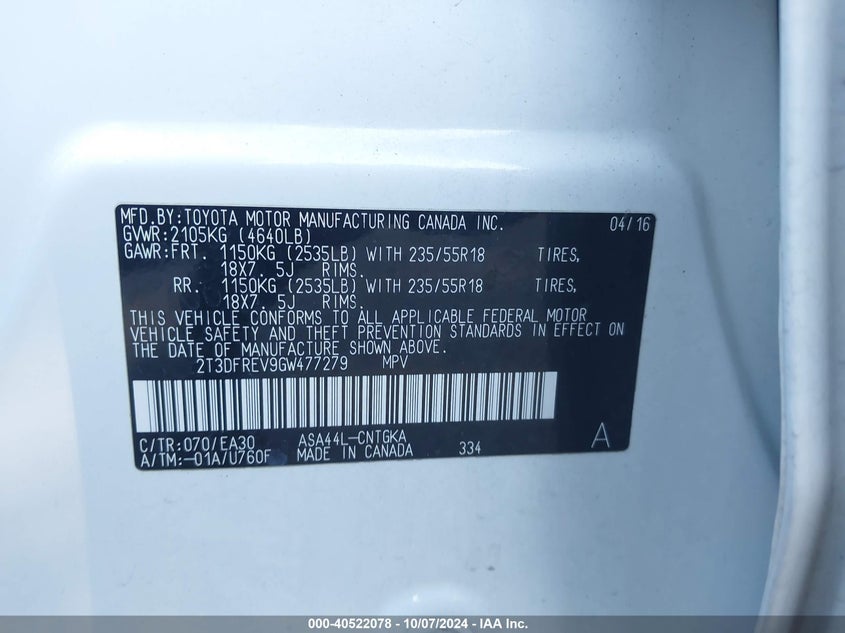 MFD.BY:TOYOTA MOTOR MANUFACTURING CANADA INC. 04/16
GVWR:2105KG (4640LB)
GAWR:FRT. 1150KG (2535LB) WITH 235/55R18 TIRES,
18X7. 5J RIMS.
RR. 1150KG (2535LB) WITH 235/55R18 TIRES,
18X7. 5J RIMS.
THIS VEHICLE CONFORMS TO ALL APPLICABLE FEDERAL MOTOR
VEHICLE SAFETY AND THEFT PREVENTION STANDARDS IN EFFECT ON
THE DATE OF MANUFACTURE SHOWN ABOVE.
2T3DFREV9GW477279 MPV
C/TR:070/EA30 ASA44L-CNTGKA A
A/TM:-01A/U760F MADE IN CANADA 334
000-40522078 - 10/07/2024 - IAA Inc.